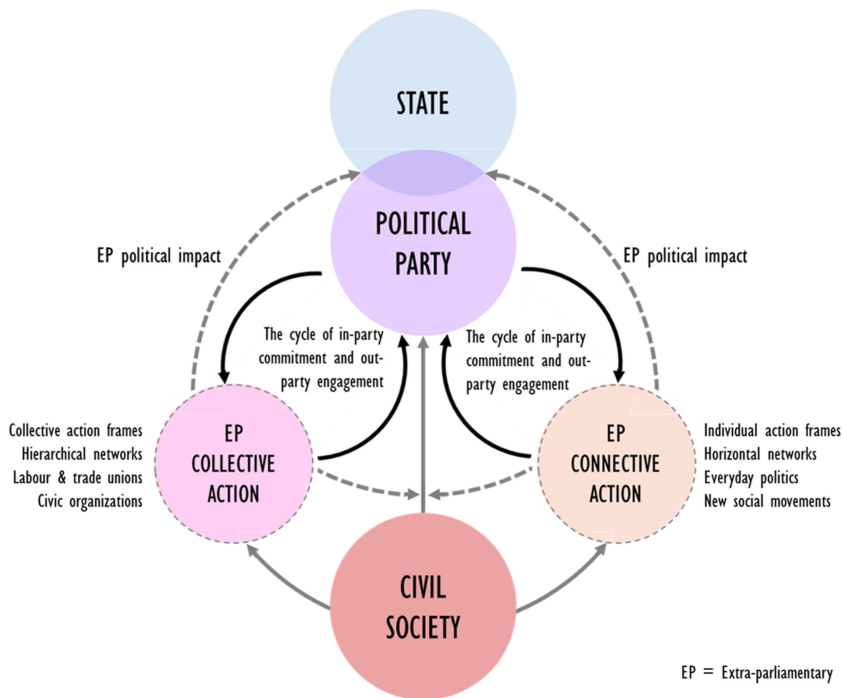 STATE
POLITICAL
PARTY
EP political impact
EP political impact
The cycle of in-party
commitment and out-
party engagement
The cycle of in-party
commitment and out-
party engagement
Collective action frames
Hierarchical networks
Labour & trade unions
Civic organizations
EP
COLLECTIVE
ACTION
EP
CONNECTIVE
ACTION
Individual action frames
Horizontal networks
Everyday politics
New social movements
CIVIL
SOCIETY
EP = Extra-parliamentary